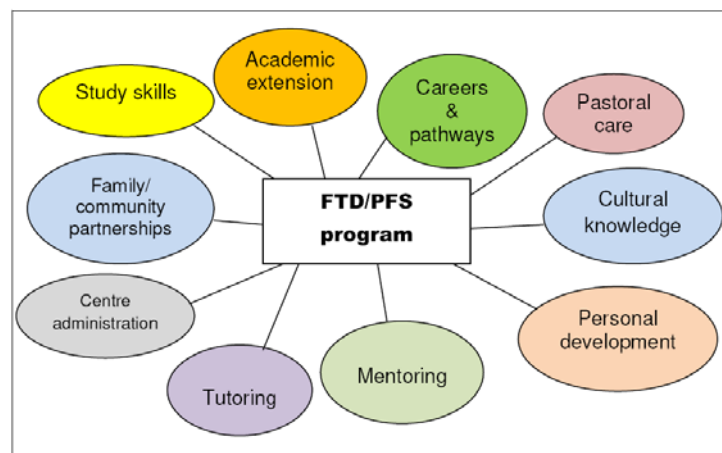 Academic
extension
Study skills
Careers
&
pathways
Pastoral
care
Family/
community
partnerships
FTD/PFS
program
Cultural
knowledge
Centre
administration
Personal
development
Tutoring
Mentoring